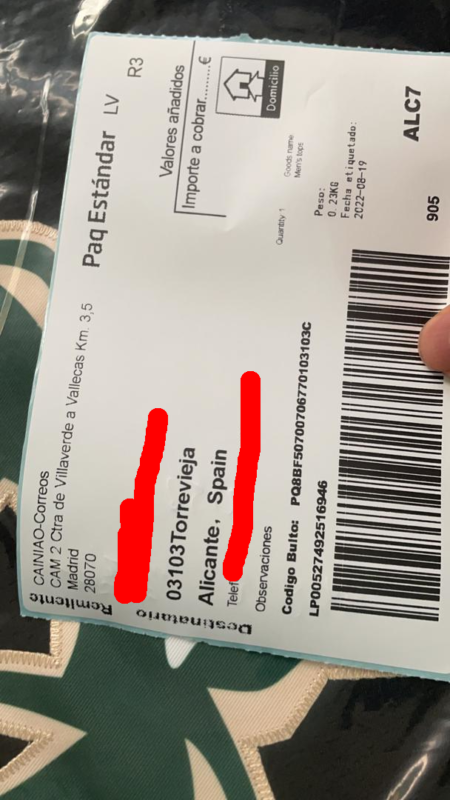 Remitente
CAINIAO-Correos
CAM 2 Ctra de Villaverde a Vallecas Km. 3,5
Madrid
28070
Paq Estándar LV R3
Valores añadidos
Importe a cobrar.........€
Domicilio
Destinatario
03103Torrevieja
Alicante, Spain
Telef
Observaciones
Quantity 1
Goods name
Men's tops
Peso:
0.23KG
Fecha etiquetado:
2022-08-19
Codigo Bulto: PQ8BF50700706770103103C
LP00527492516946
905
ALC7